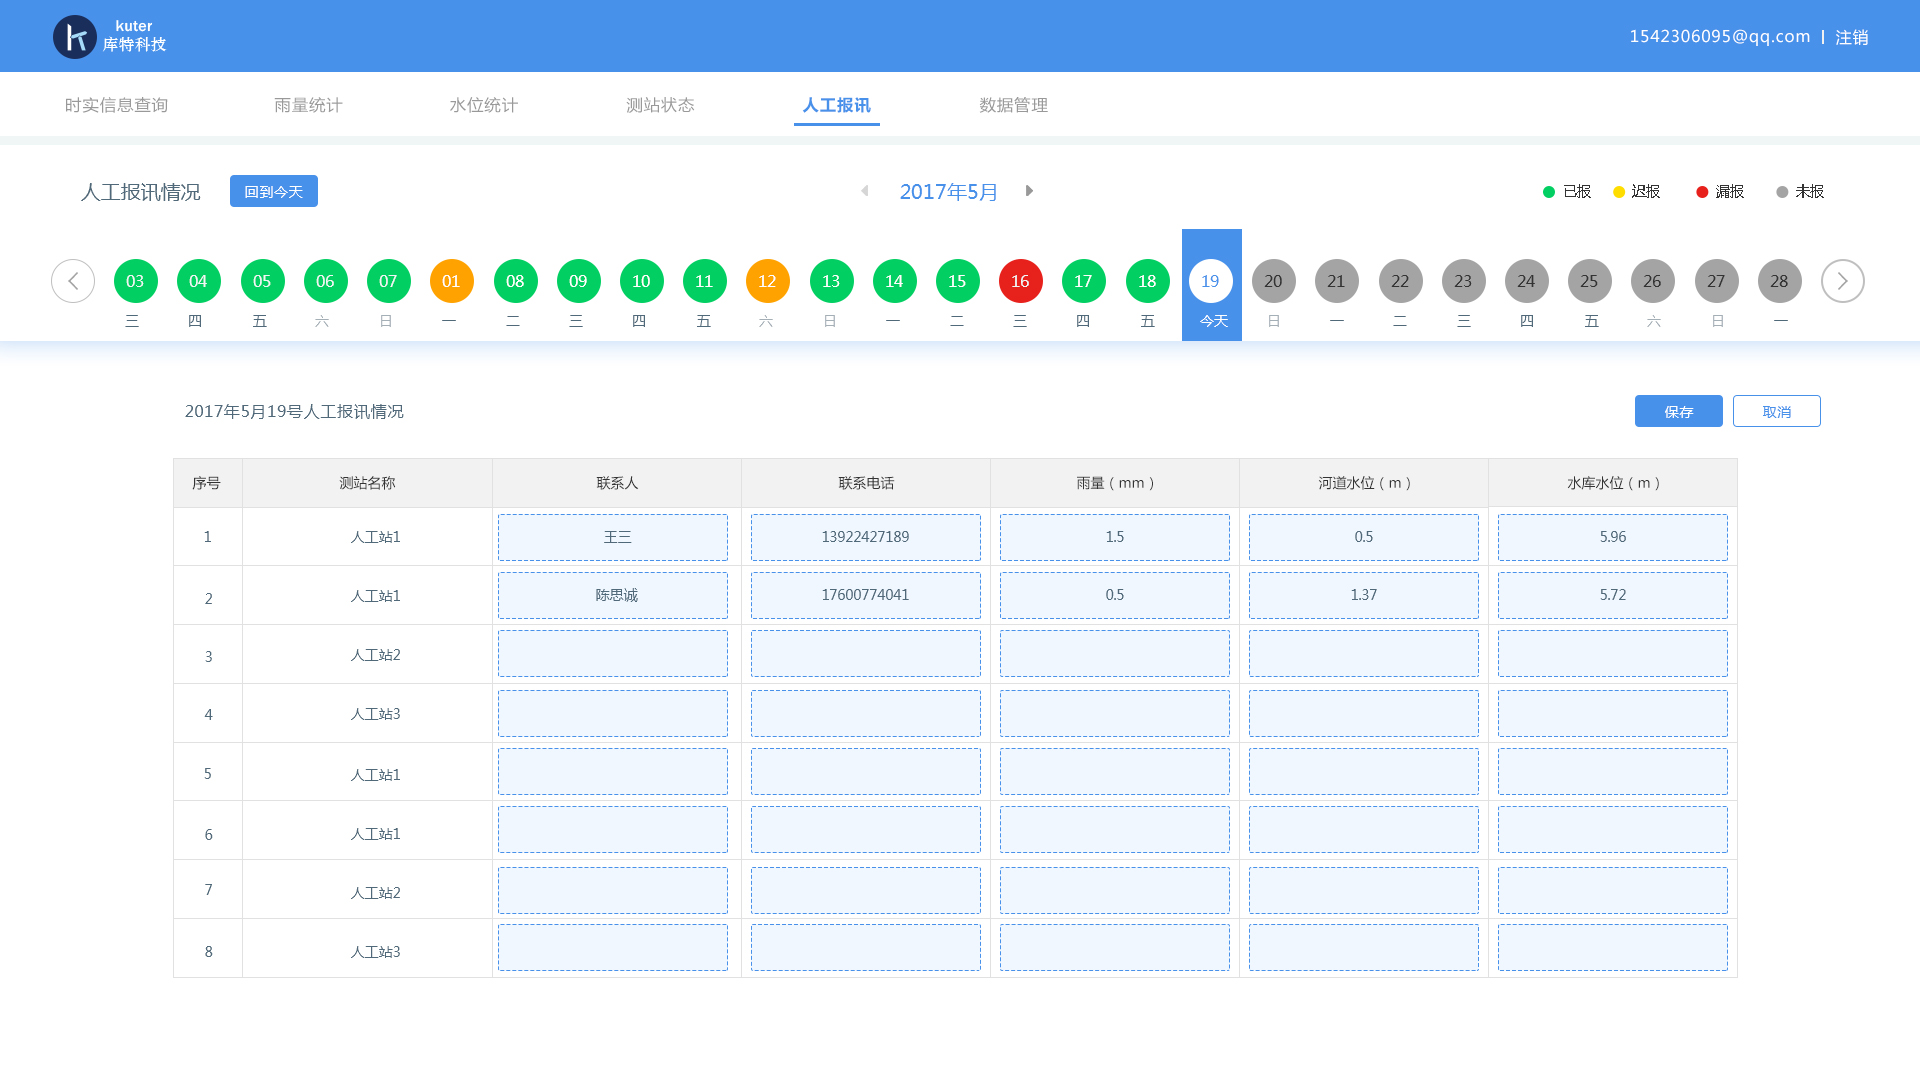 kuter
库特科技
1542306095@qq.com | 注销
时实信息查询 雨量统计 水位统计 测站状态 人工报讯 数据管理
人工报讯情况 回到今天 2017年5月 已报 迟报 漏报 未报
03 04 05 06 07 01 08 09 10 11 12 13 14 15 16 17 18 19 20 21 22 23 24 25 26 27 28
三 四 五 六 日 一 二 三 四 五 六 日 一 二 三 四 五 今天 日 一 二 三 四 五 六 日 一
2017年5月19号人工报讯情况 保存 取消
序号 测站名称 联系人 联系电话 雨量（mm） 河道水位（m） 水库水位（m）
1 人工站1 王三 13922427189 1.5 0.5 5.96
2 人工站1 陈思诚 17600774041 0.5 1.37 5.72
3 人工站2
4 人工站3
5 人工站1
6 人工站1
7 人工站2
8 人工站3